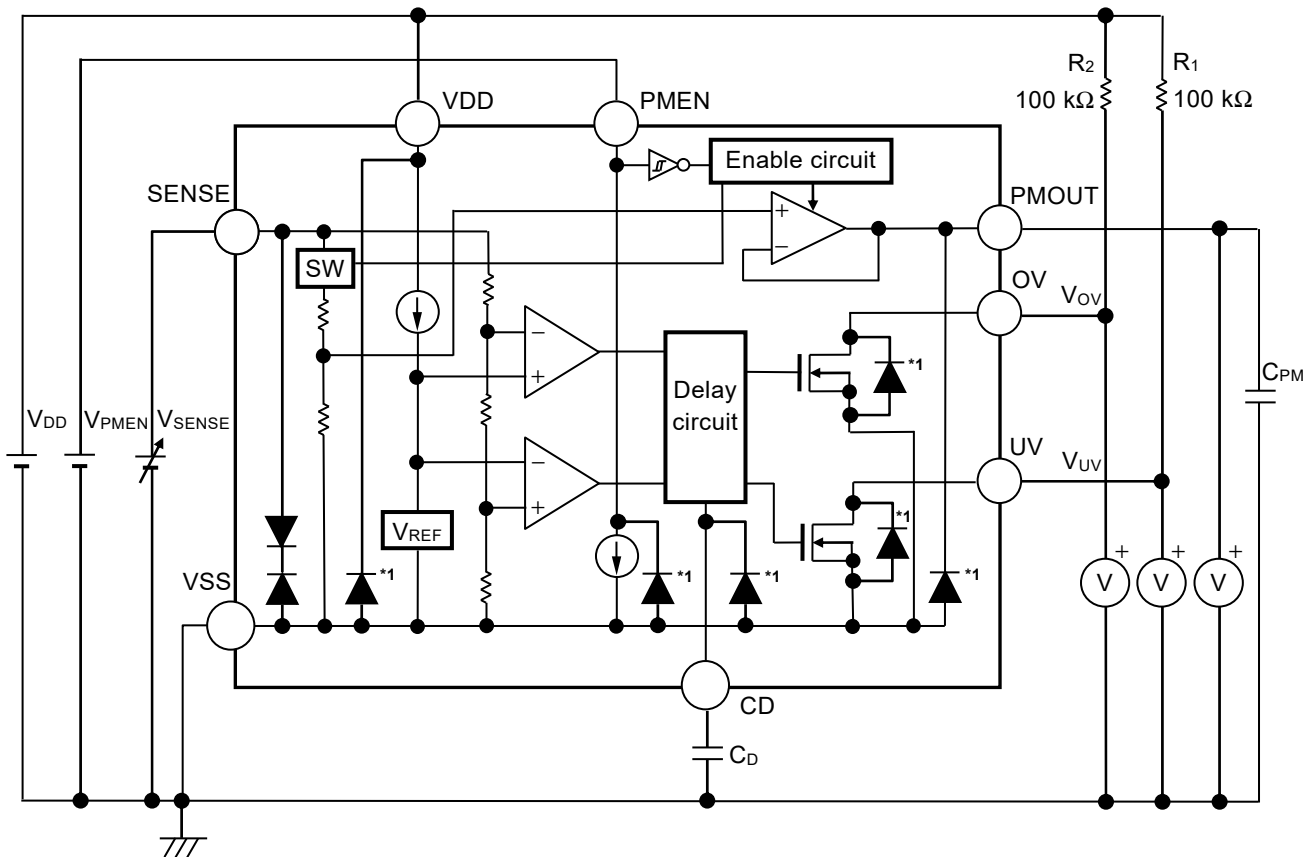 R2
100 kΩ
R1
100 kΩ
VDD
PMEN
Enable circuit
SENSE
PMOUT
+
−
SW
OV
VOV
−
+
*1
Delay
circuit
CPM
VDD
VPMEN
VSENSE
UV
VUV
−
+
*1
VREF
+
+
+
V
V
V
VSS
*1
*1
*1
*1
CD
CD